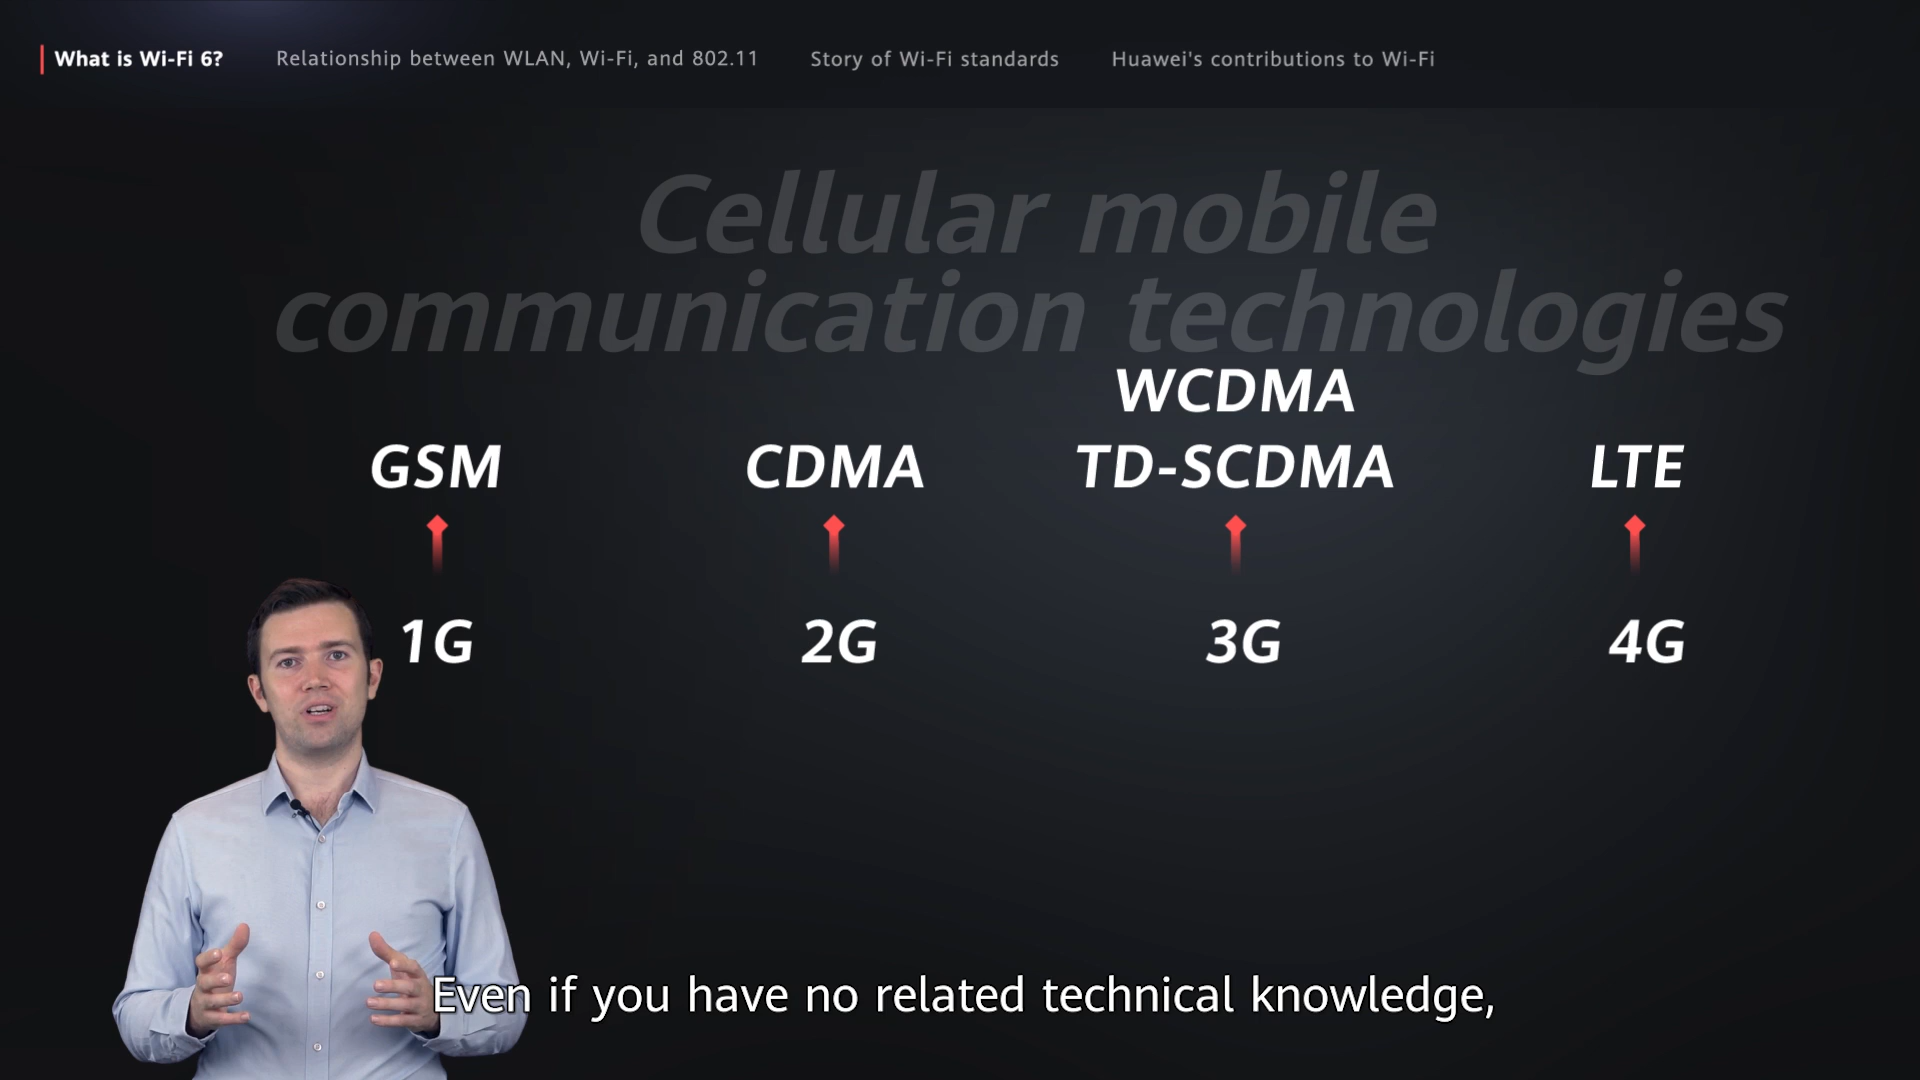 What is Wi-Fi 6?
Relationship between WLAN, Wi-Fi, and 802.11
Story of Wi-Fi standards
Huawei's contributions to Wi-Fi
Cellular mobile
communication technologies
GSM
CDMA
WCDMA
TD-SCDMA
LTE
1G
2G
3G
4G
Even if you have no related technical knowledge,